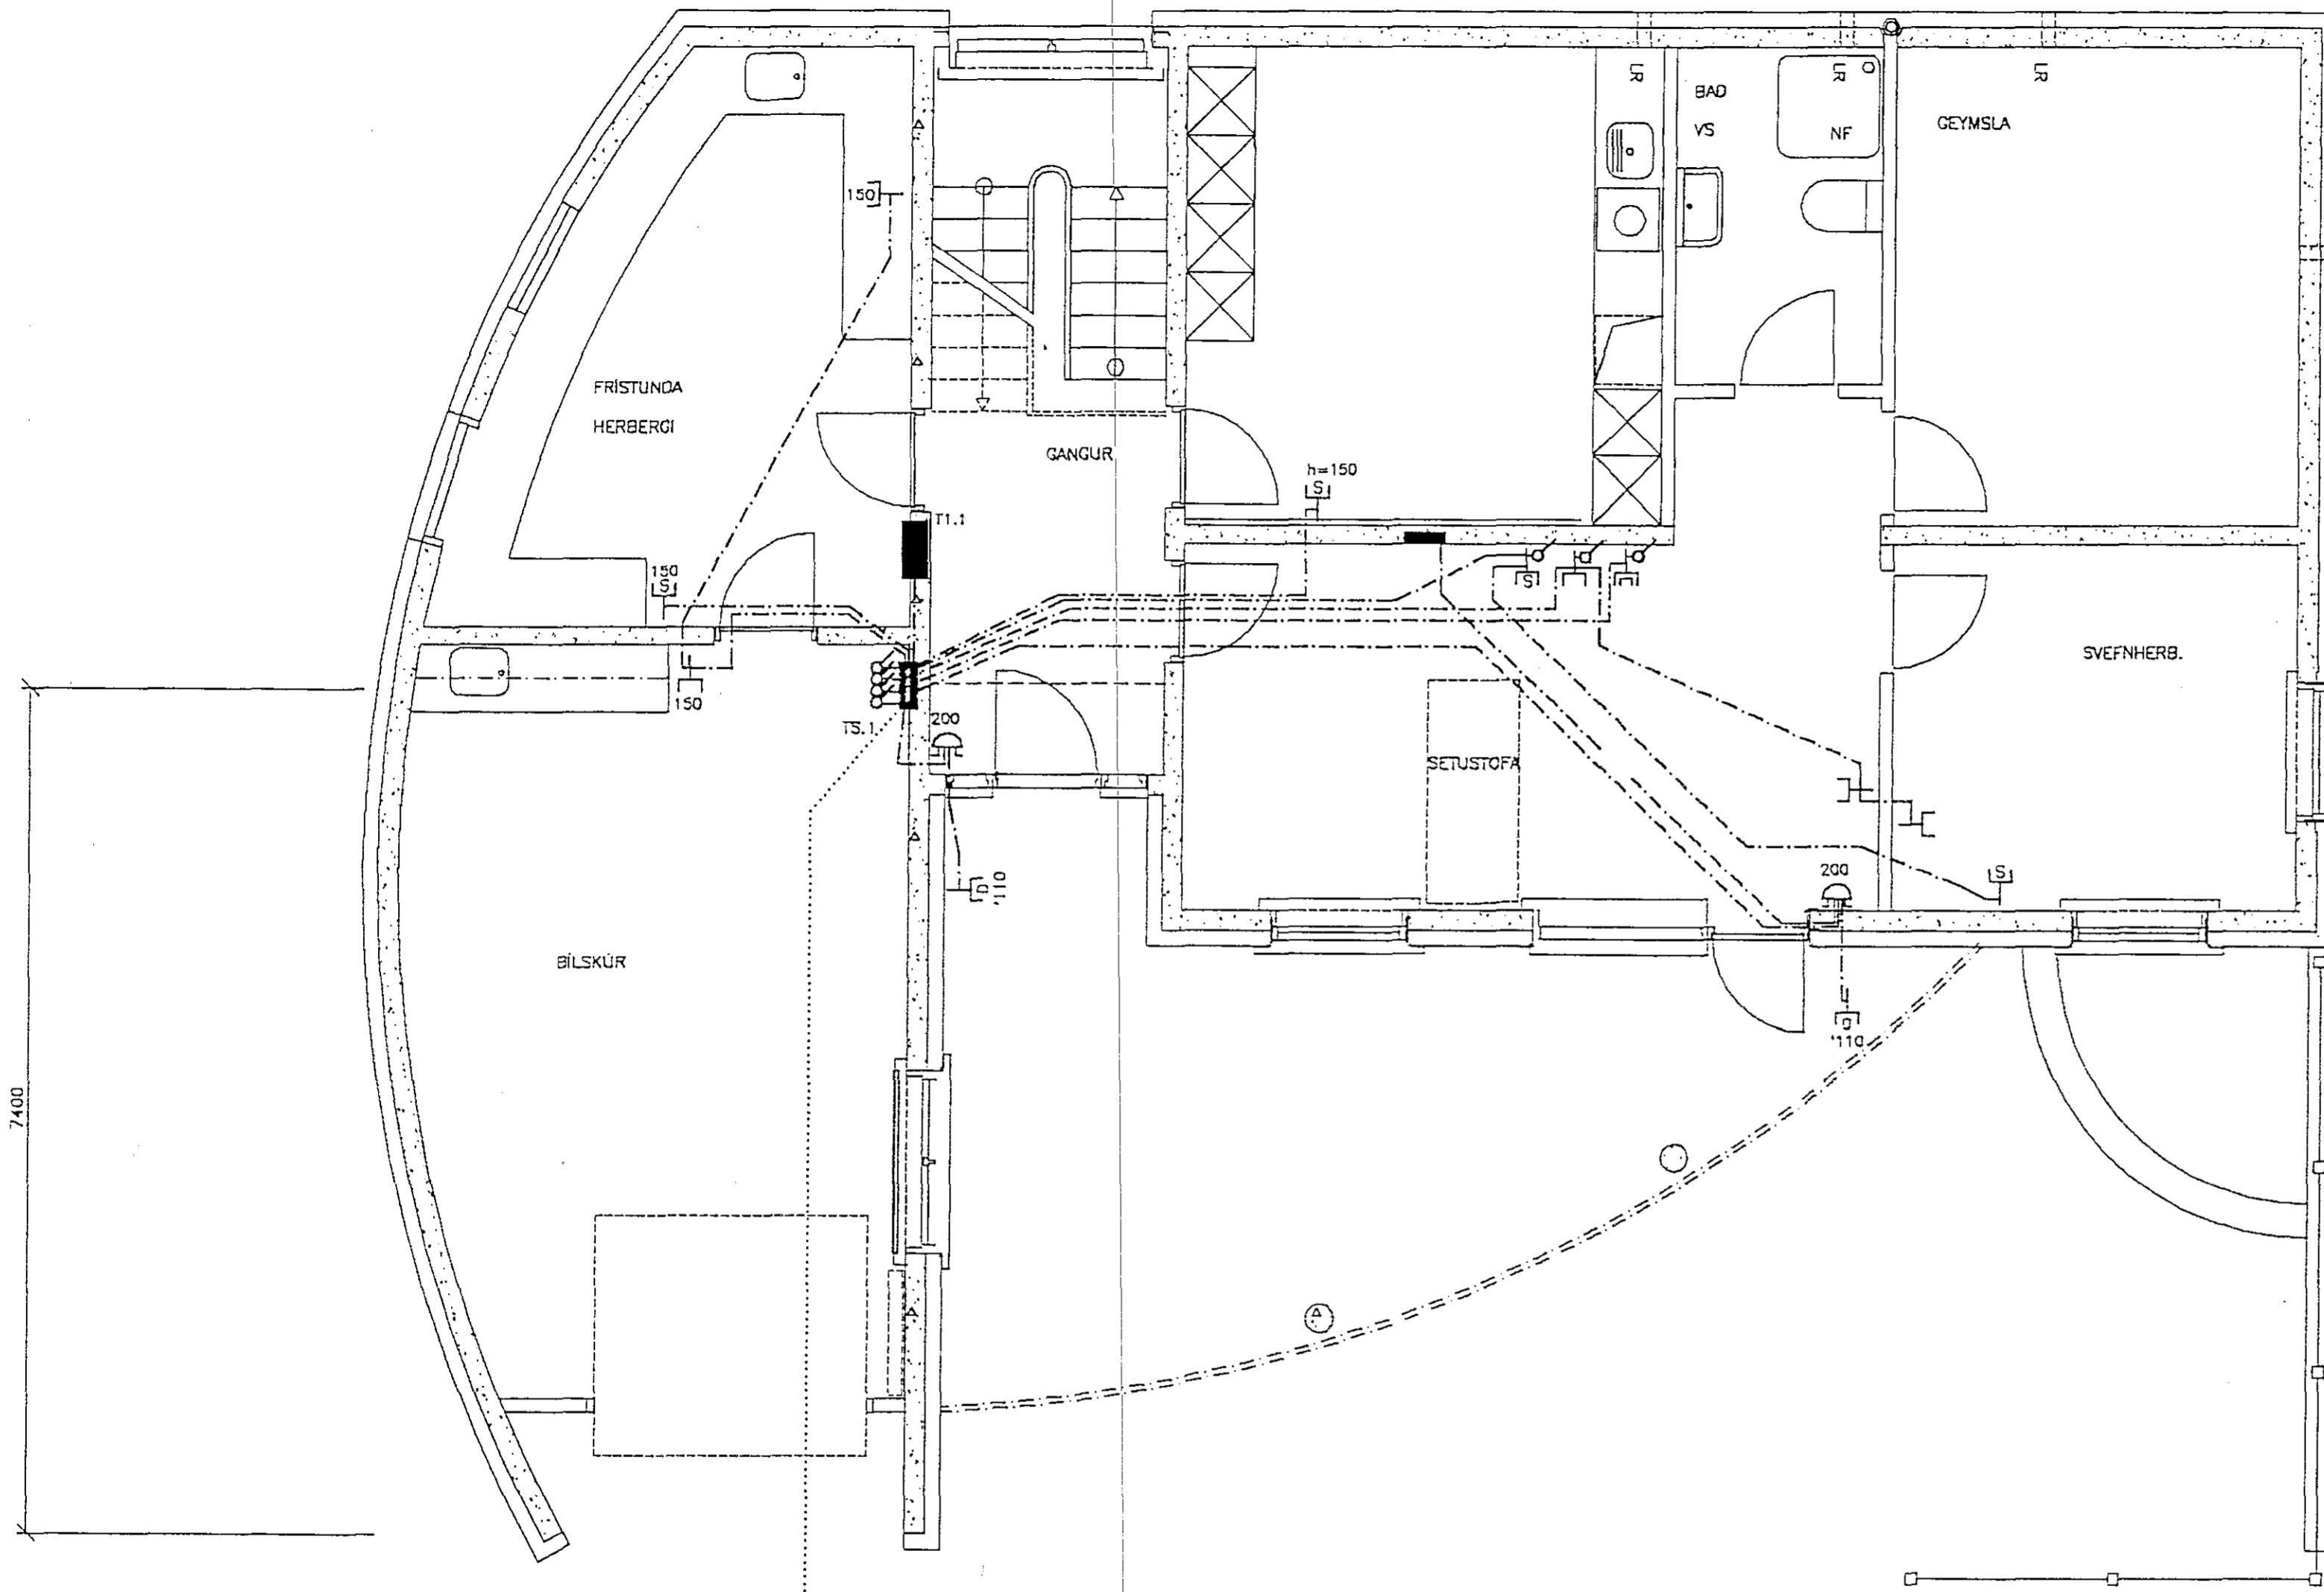 LR
LR
LR
BAD
VS
NF
GEYMSLA
150
FRÍSTUNDA
HERBERGI
GANGUR
h=150
S
T1.1
150
S
S
SVEFNHERB.
150
TS.1
200
SETUSTOFA
200
S
D
'110
BÍLSKÚR
D
'110
7400